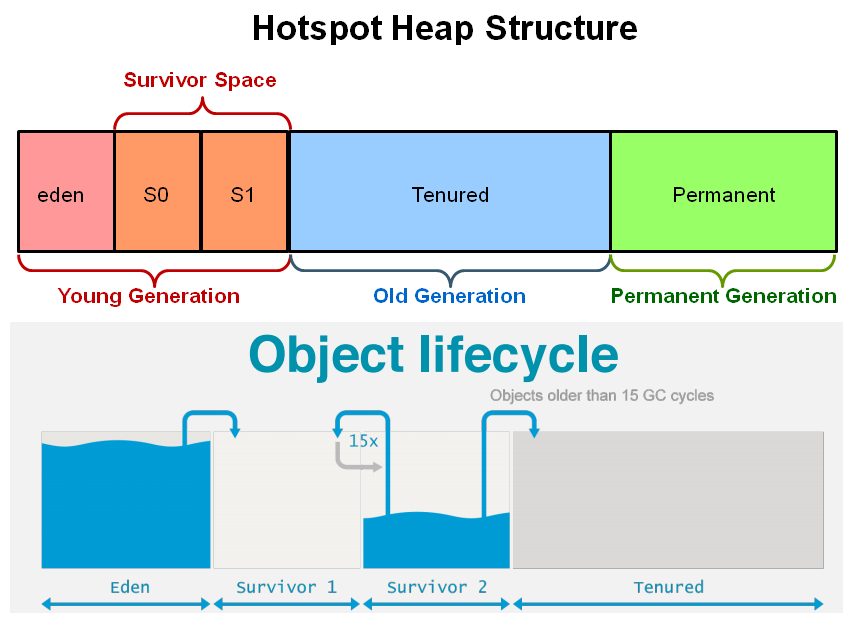 Hotspot Heap Structure
Survivor Space
eden S0 S1 Tenured Permanent
Young Generation Old Generation Permanent Generation
Object lifecycle
Objects older than 15 GC cycles
15x
Eden Survivor 1 Survivor 2 Tenured